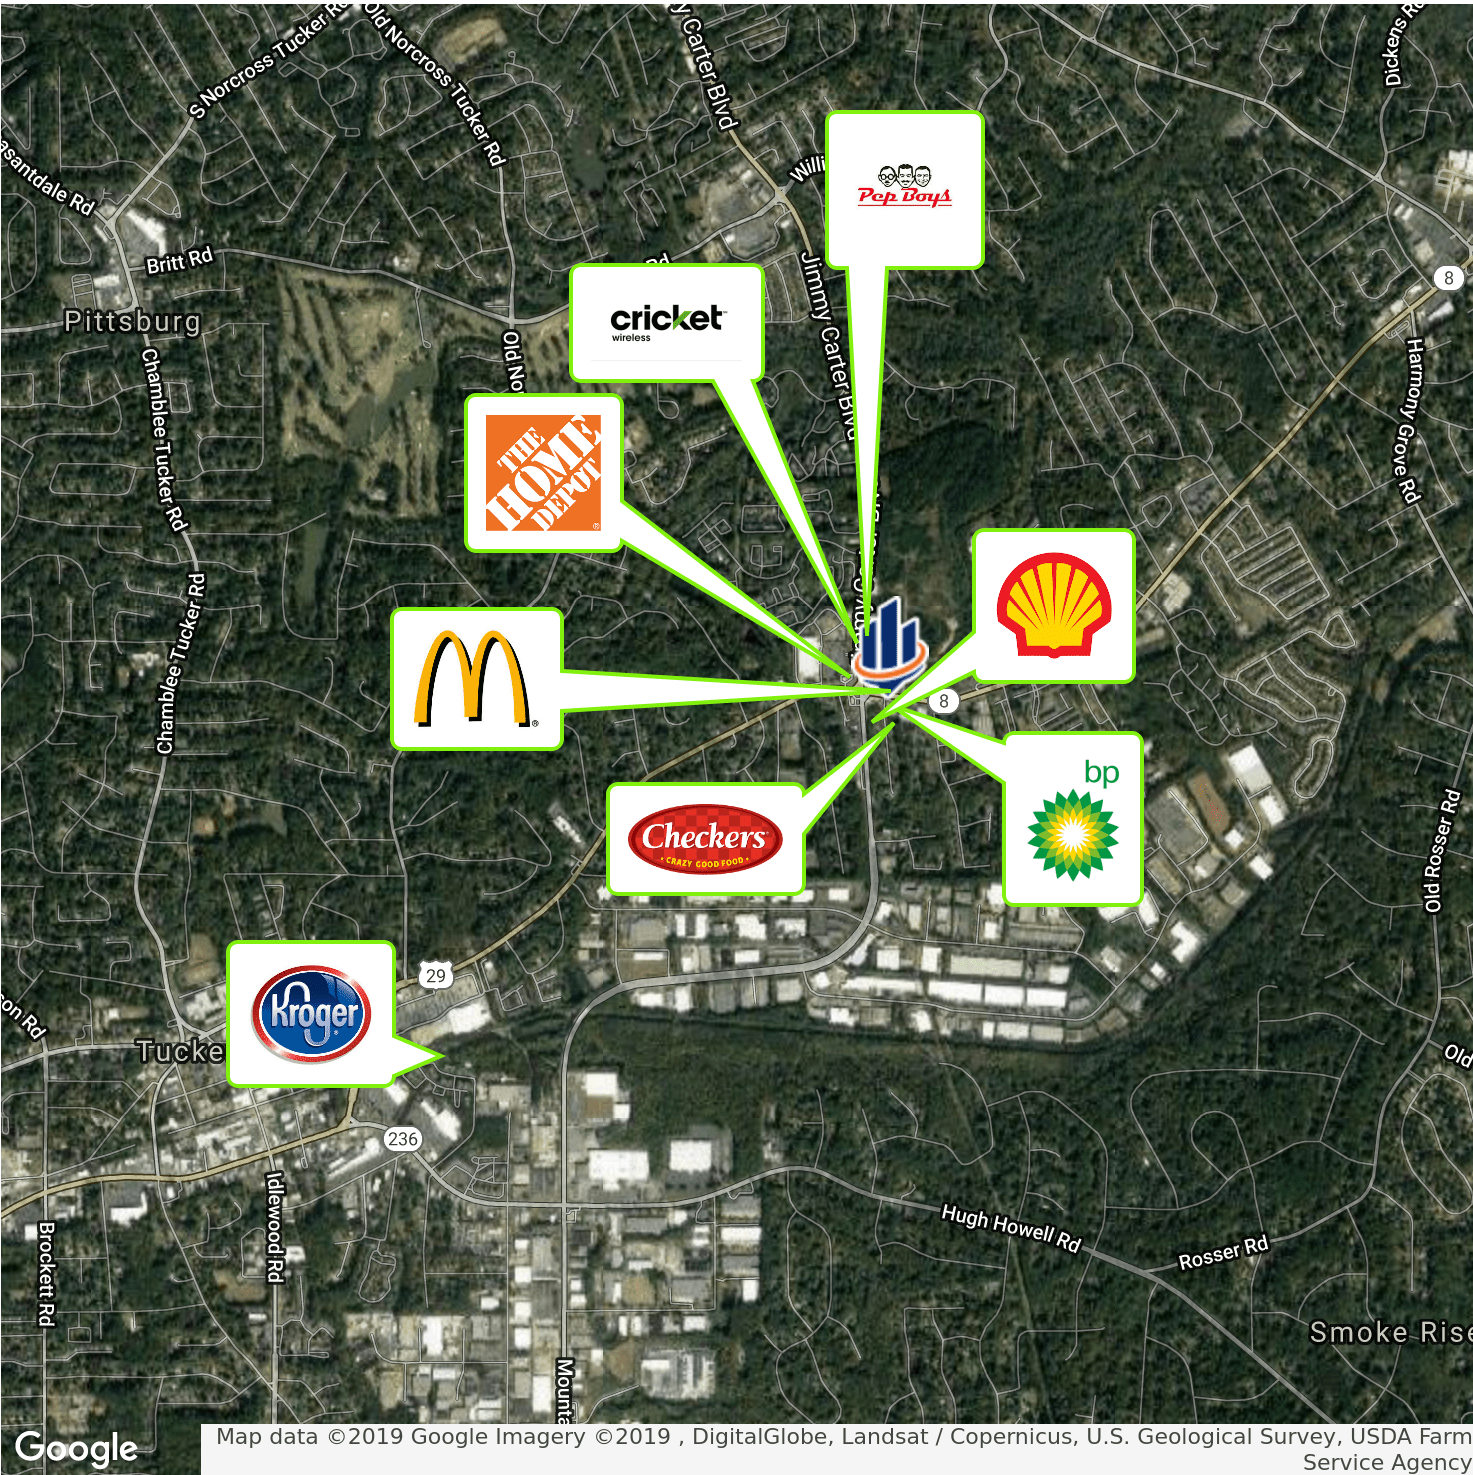 S Norcross Tucker Rd
Old Norcross Tucker Rd
Carter Blvd
Dickens Rd
Pep Boys
Britt Rd
Rd
cricket
wireless
Jimmy Carter Blvd
8
Pittsburg
Old No
THE
HOME
DEPOT
®
Chamblee Tucker Rd
Harmony Grove Rd
Chamblee Tucker Rd
8
®
bp
Checkers
• CRAZY GOOD FOOD •
Old Rosser Rd
29
Kroger
son Rd
Tucke
Old
236
Idlewood Rd
Brockett Rd
Hugh Howell Rd
Rosser Rd
Smoke Rise
Mounta
Google
Map data ©2019 Google Imagery ©2019 , DigitalGlobe, Landsat / Copernicus, U.S. Geological Survey, USDA Farm
Service Agency